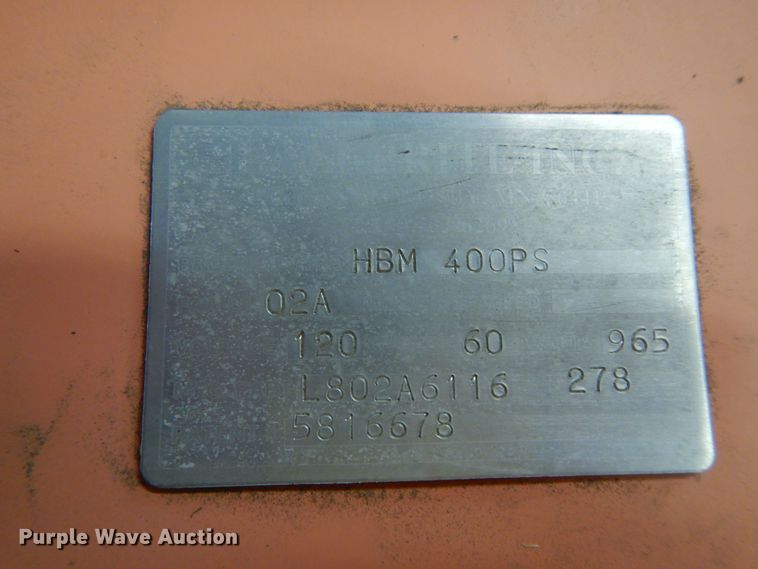 HBM 400PS
02A
120 60 965
L802A6116 278
5816678
Purple Wave Auction